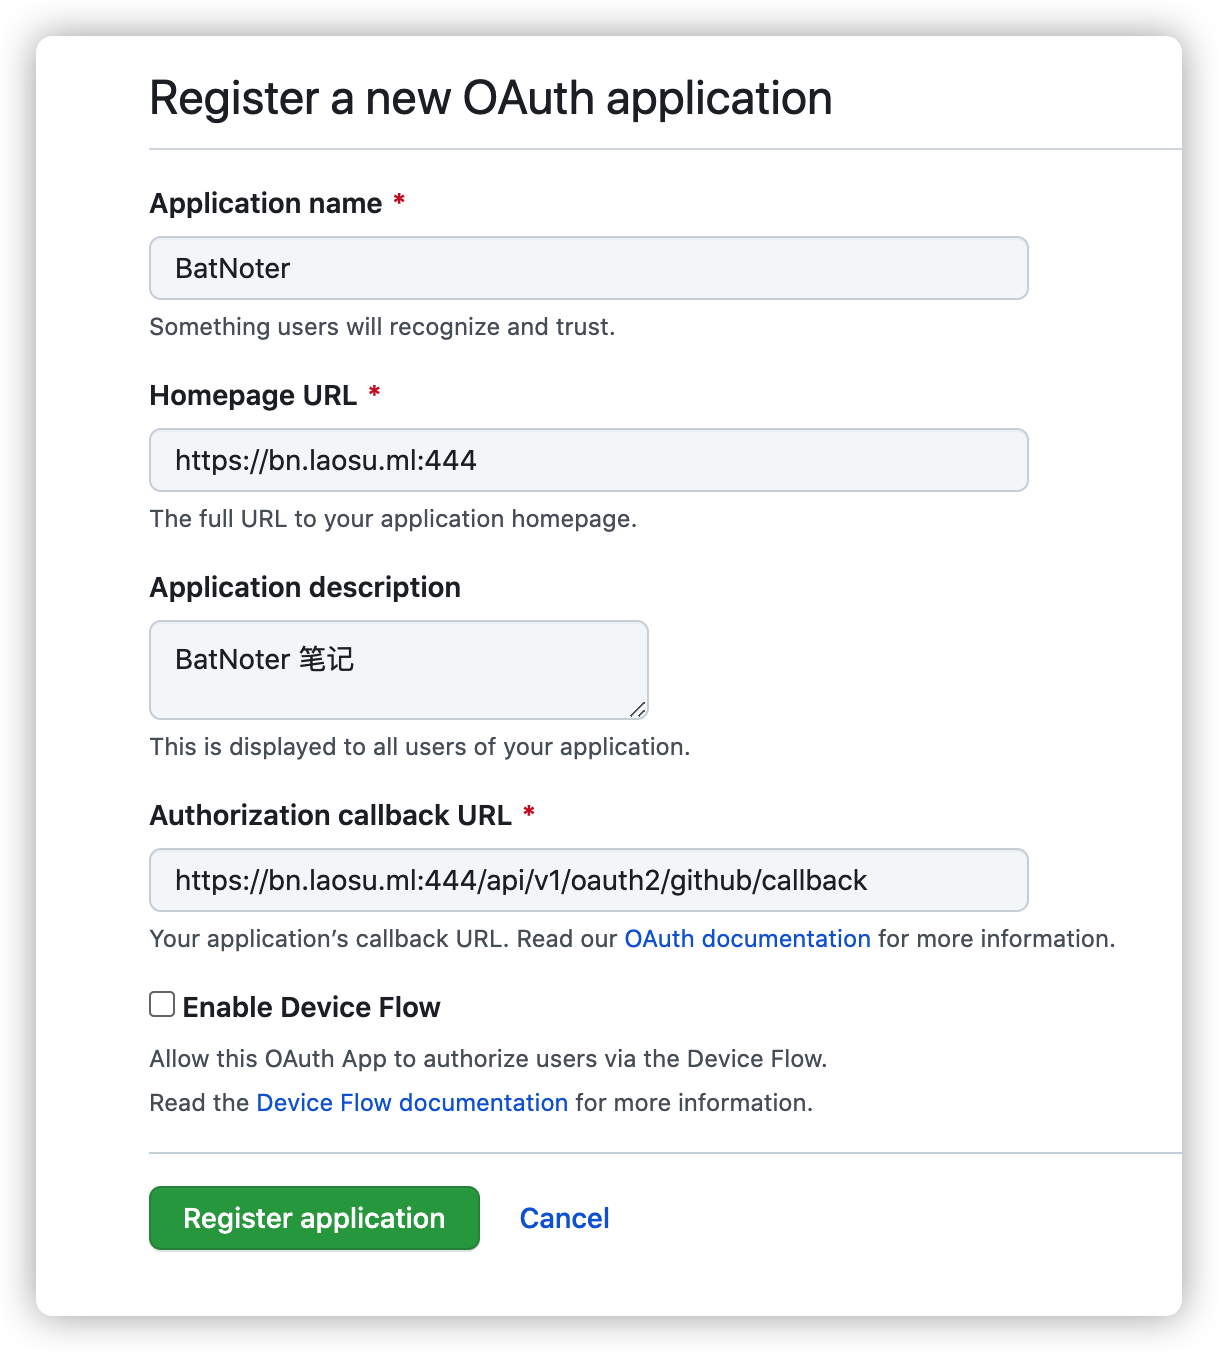 Register a new OAuth application
Application name *
BatNoter
Something users will recognize and trust.
Homepage URL *
https://bn.laosu.ml:444
The full URL to your application homepage.
Application description
BatNoter 笔记
This is displayed to all users of your application.
Authorization callback URL *
https://bn.laosu.ml:444/api/v1/oauth2/github/callback
Your application’s callback URL. Read our OAuth documentation for more information.
Enable Device Flow
Allow this OAuth App to authorize users via the Device Flow.
Read the Device Flow documentation for more information.
Register application Cancel